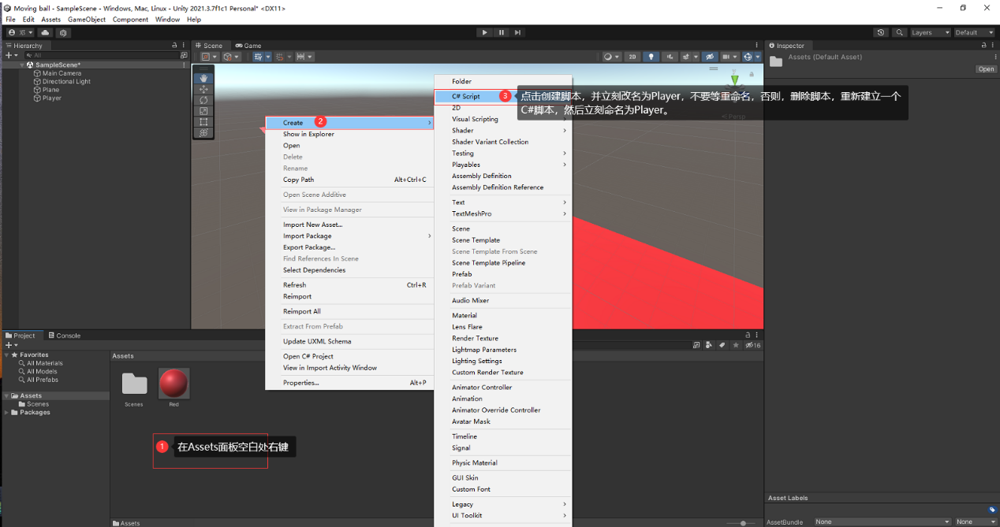 Moving ball - SampleScene - Windows, Mac, Linux - Unity 2021.3.7f1c1 Personal* <DX11>
File Edit Assets GameObject Component Window Help
Layers Default
Hierarchy
Scene
Game
Inspector
All
2D
SampleScene*
Main Camera
Directional Light
Plane
Player
Assets (Default Asset)
Open
Persp
Create 2
Show in Explorer
Open
Delete
Rename
Copy Path Alt+Ctrl+C
Open Scene Additive
View in Package Manager
Import New Asset...
Import Package
Export Package...
Find References In Scene
Select Dependencies
Refresh Ctrl+R
Reimport
Reimport All
Extract From Prefab
Update UXML Schema
Open C# Project
View in Import Activity Window
Properties... Alt+P
Folder
C# Script 3
点击创建脚本，并立刻改名为Player，不要等重命名，否则，删除脚本，重新建立一个
C#脚本，然后立刻命名为Player。
2D
Visual Scripting
Shader
Shader Variant Collection
Testing
Playables
Assembly Definition
Assembly Definition Reference
Text
TextMeshPro
Scene
Scene Template
Scene Template From Scene
Scene Template Pipeline
Prefab
Prefab Variant
Audio Mixer
Material
Lens Flare
Render Texture
Lightmap Parameters
Lighting Settings
Custom Render Texture
Animator Controller
Animation
Animator Override Controller
Avatar Mask
Timeline
Signal
Physic Material
GUI Skin
Custom Font
Legacy
UI Toolkit
Project
Console
16
Favorites
All Materials
All Models
All Prefabs
Assets
Scenes
Packages
Assets
Scenes
Red
1 在Assets面板空白处右键
Assets
Asset Labels
AssetBundle None None